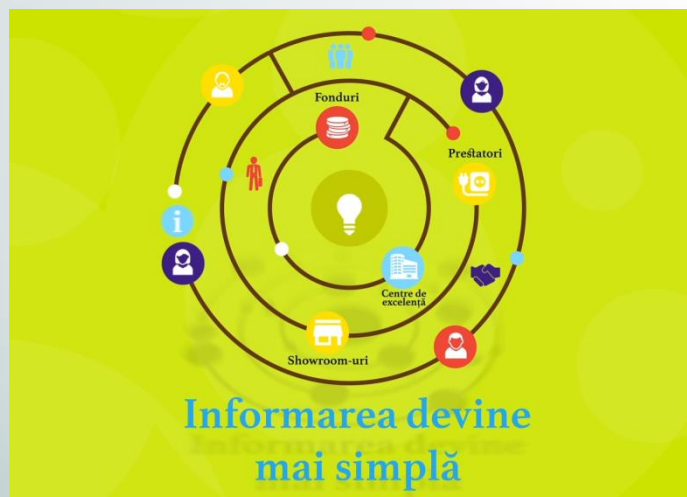 Fonduri
Prestatori
i
Centre de
excelență
Showroom-uri
Informarea devine
mai simplă